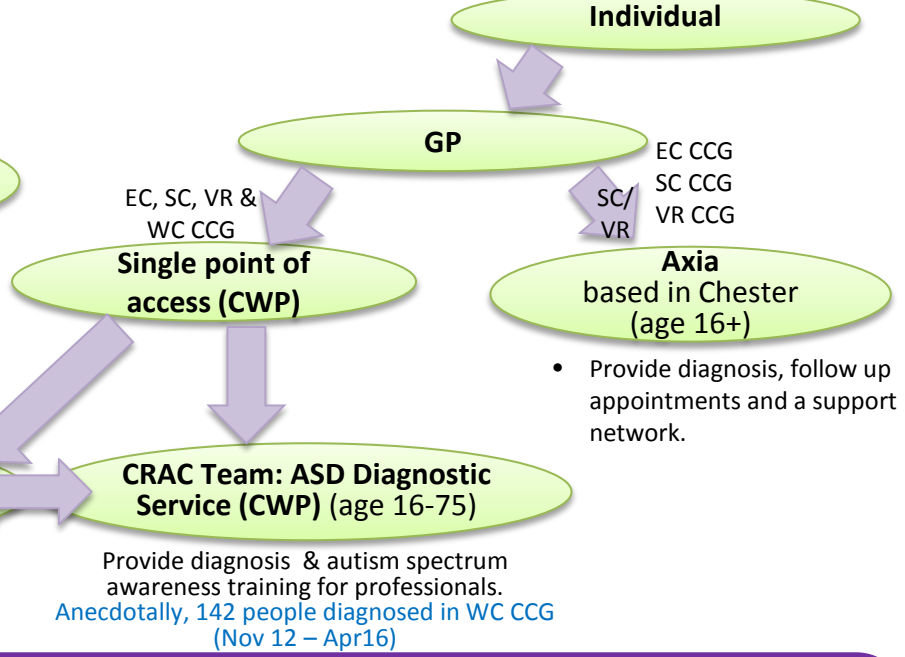 Individual
GP
EC CCG
SC CCG
VR CCG
SC/
VR
EC, SC, VR &
WC CCG
Single point of
access (CWP)
Axia
based in Chester
(age 16+)
• Provide diagnosis, follow up
appointments and a support
network.
CRAC Team: ASD Diagnostic
Service (CWP) (age 16-75)
Provide diagnosis & autism spectrum
awareness training for professionals.
Anecdotally, 142 people diagnosed in WC CCG
(Nov 12 – Apr16)